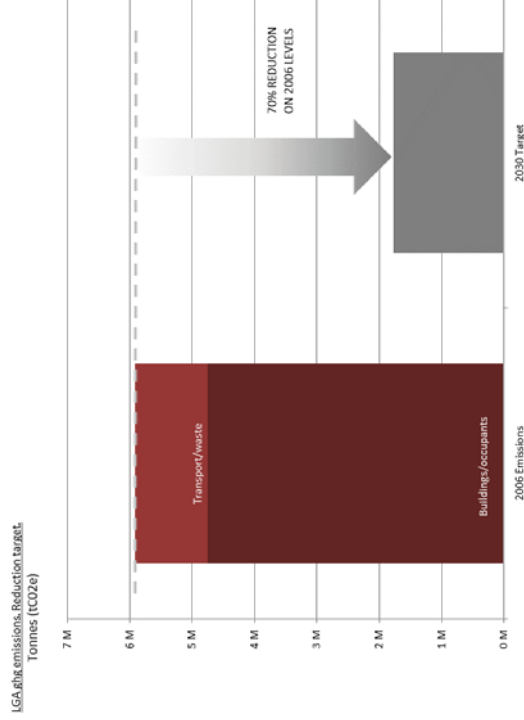 LGA ghg emissions. Reduction target.
Tonnes (tC02e)
7 M
6 M
5 M
4 M
3 M
2 M
1 M
0 M
Transport/waste
Buildings/occupants
70% REDUCTION
ON 2006 LEVELS
2006 Emissions
2030 Target